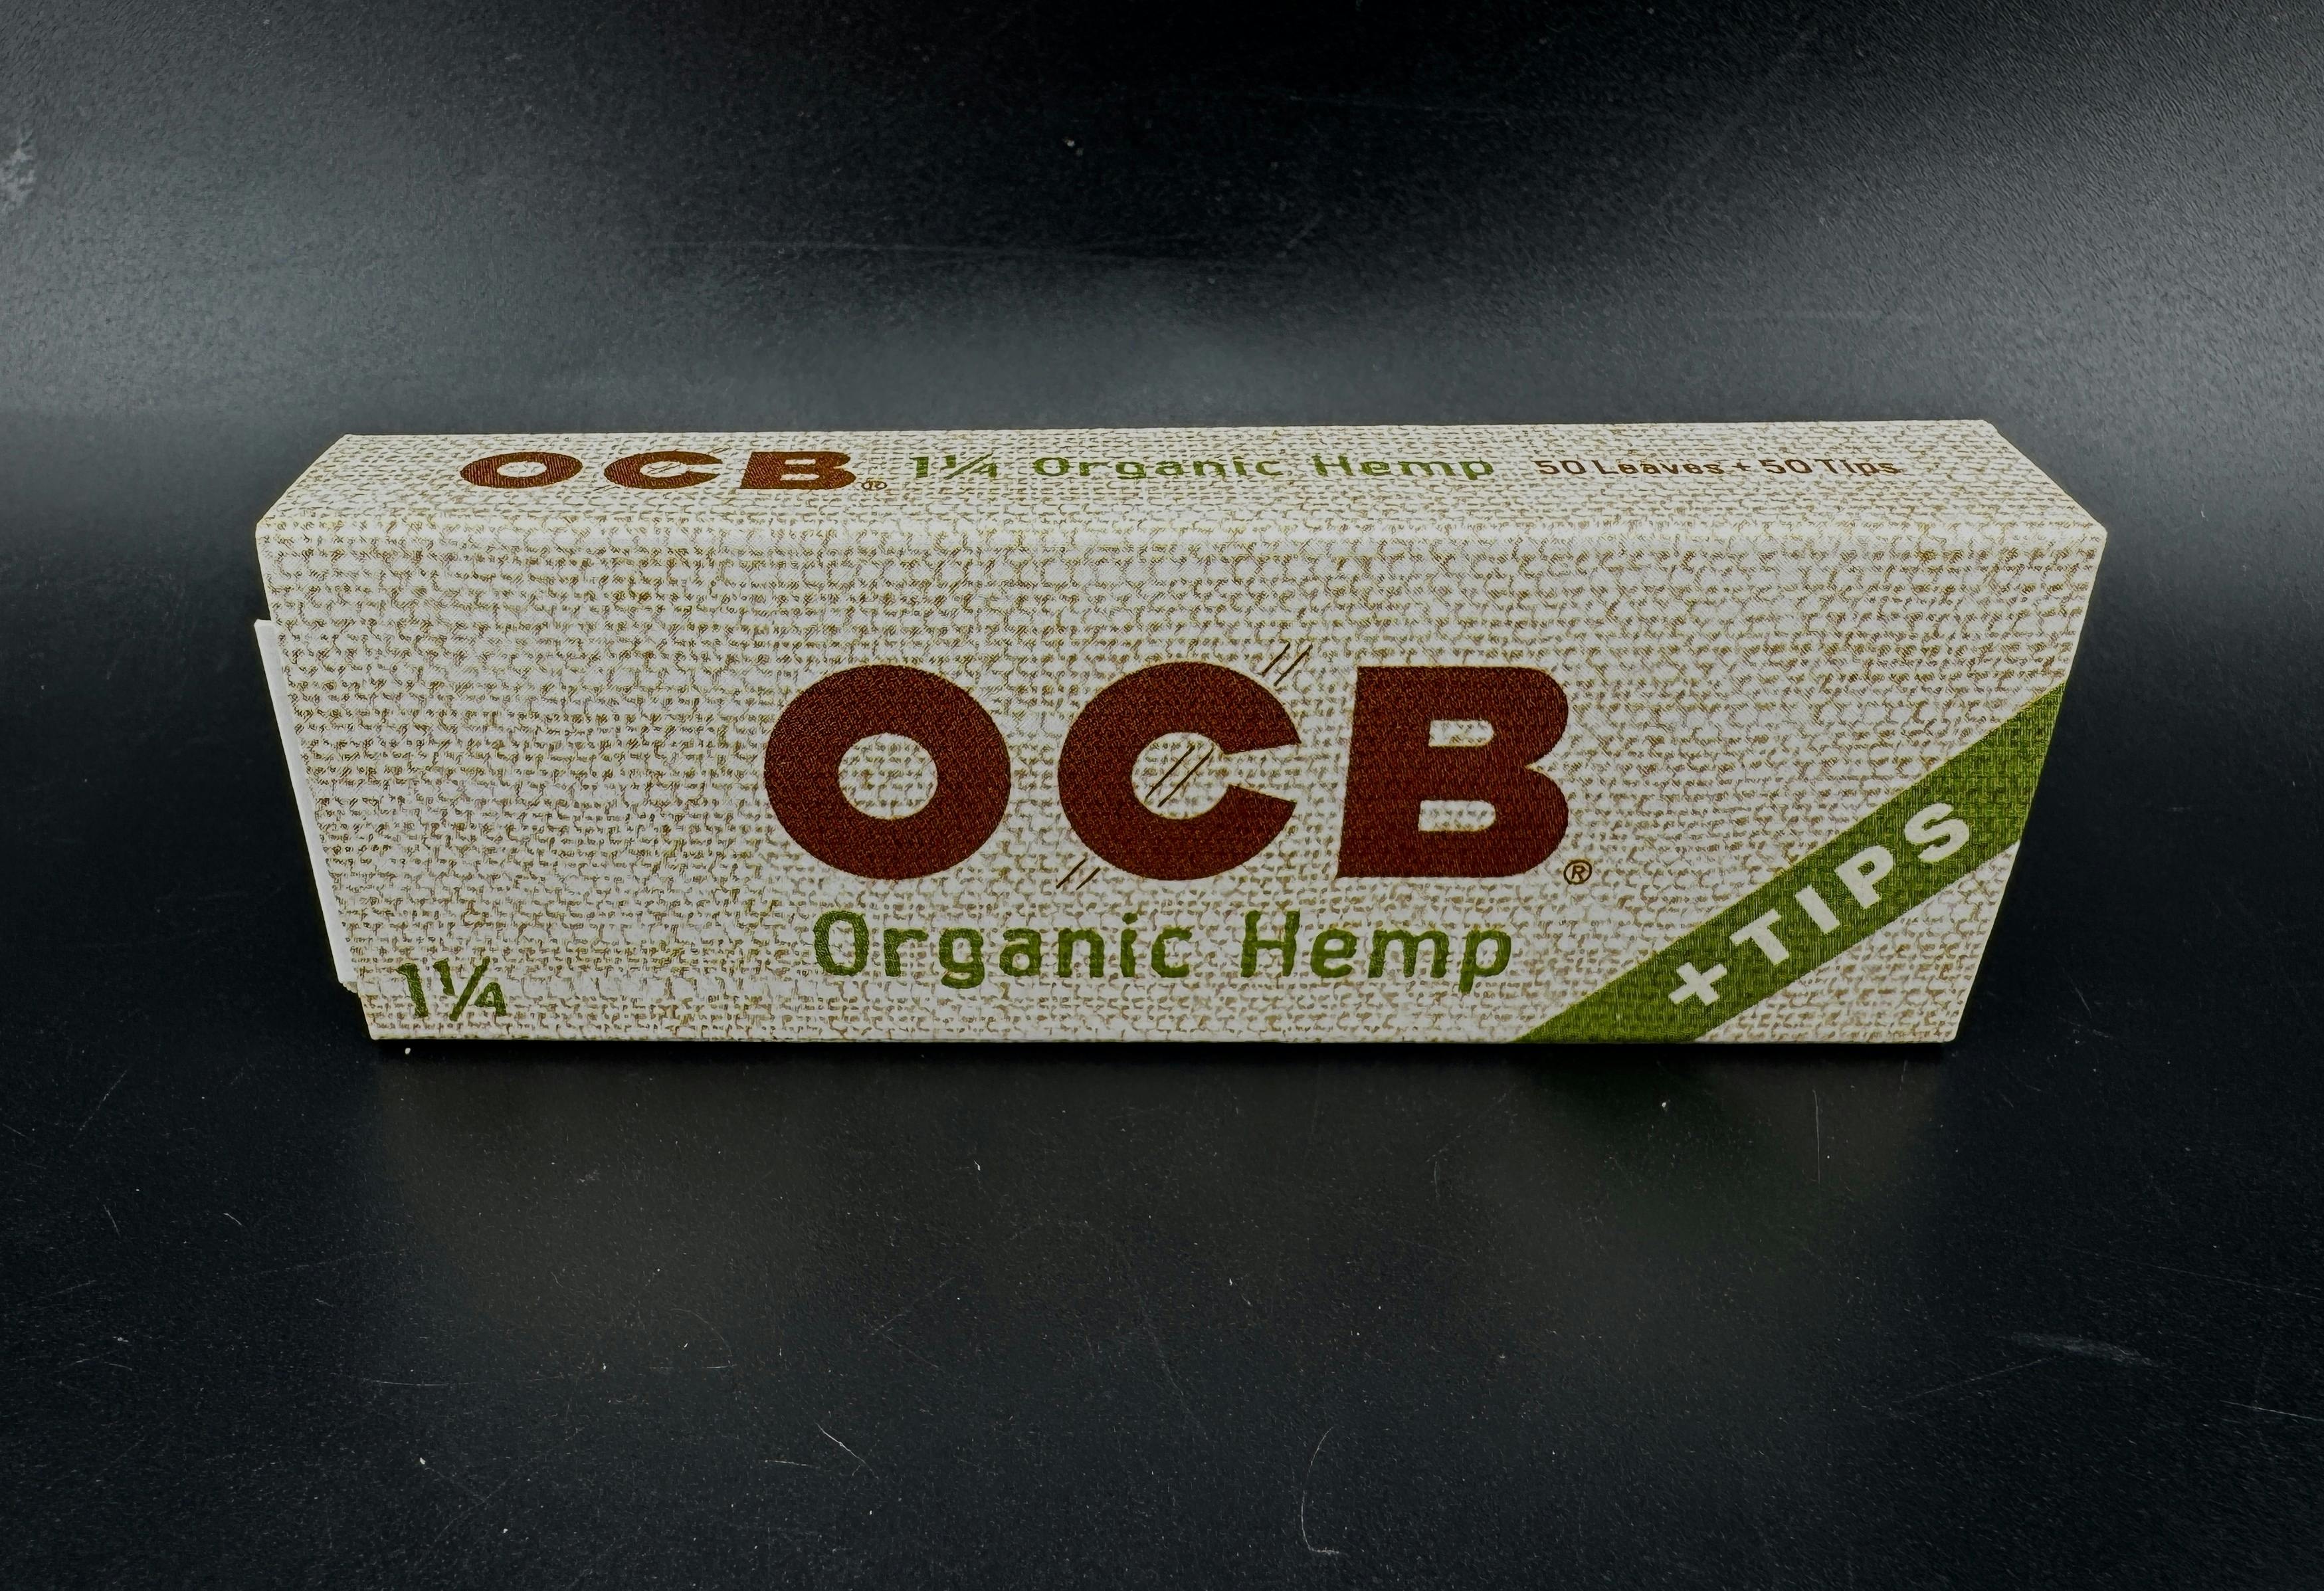 OCB® 1¼ Organic Hemp 50 Leaves + 50 Tips
OCB®
Organic Hemp
1¼
+ TIPS